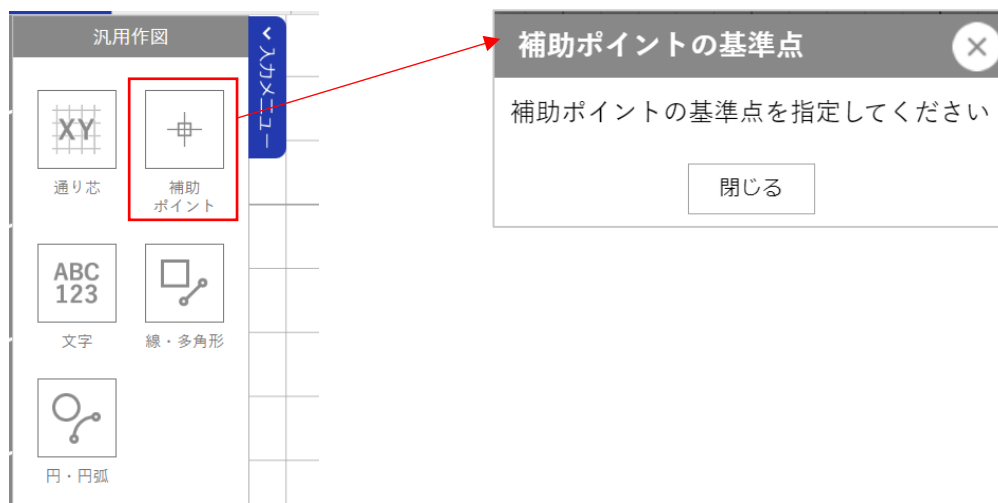 汎用作図
XY
通り芯
補助
ポイント
ABC
123
文字
線・多角形
円・円弧
入力メニュー
補助ポイントの基準点
補助ポイントの基準点を指定してください
閉じる